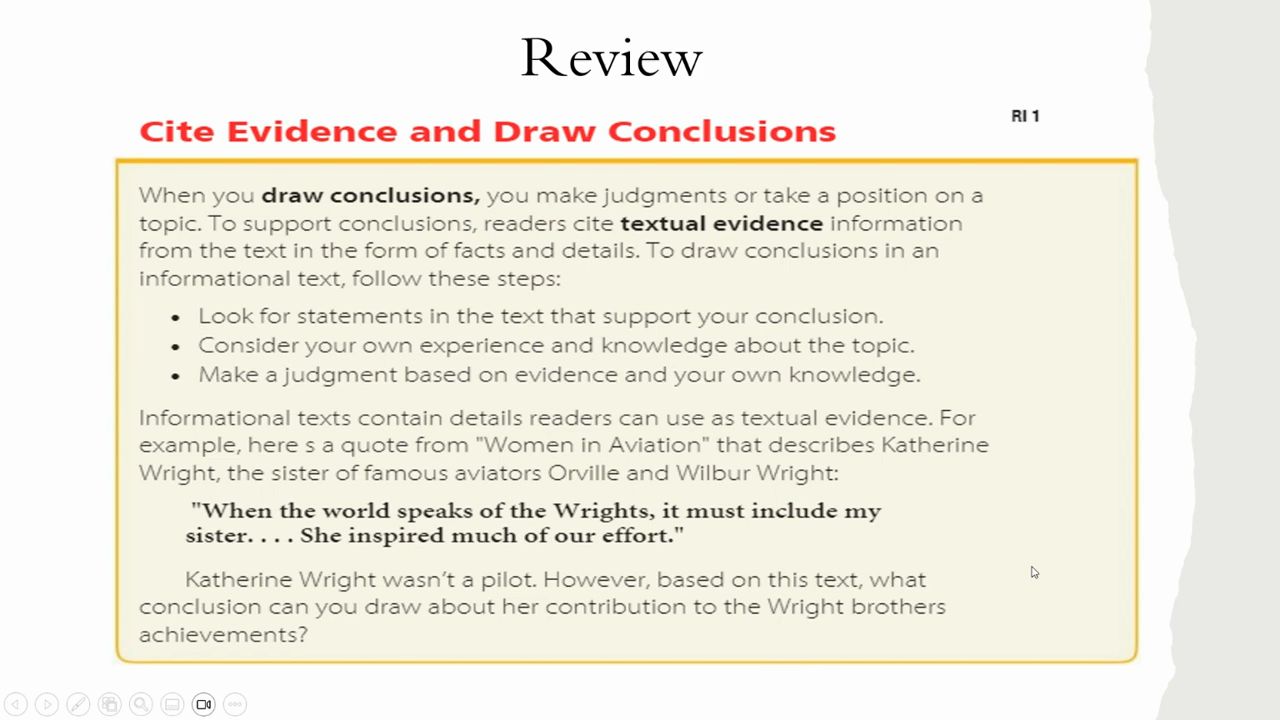 Review
RI 1
Cite Evidence and Draw Conclusions
When you draw conclusions, you make judgments or take a position on a
topic. To support conclusions, readers cite textual evidence information
from the text in the form of facts and details. To draw conclusions in an
informational text, follow these steps:
• Look for statements in the text that support your conclusion.
• Consider your own experience and knowledge about the topic.
• Make a judgment based on evidence and your own knowledge.
Informational texts contain details readers can use as textual evidence. For
example, here s a quote from "Women in Aviation" that describes Katherine
Wright, the sister of famous aviators Orville and Wilbur Wright:
"When the world speaks of the Wrights, it must include my
sister. . . . She inspired much of our effort."
Katherine Wright wasn't a pilot. However, based on this text, what
conclusion can you draw about her contribution to the Wright brothers
achievements?